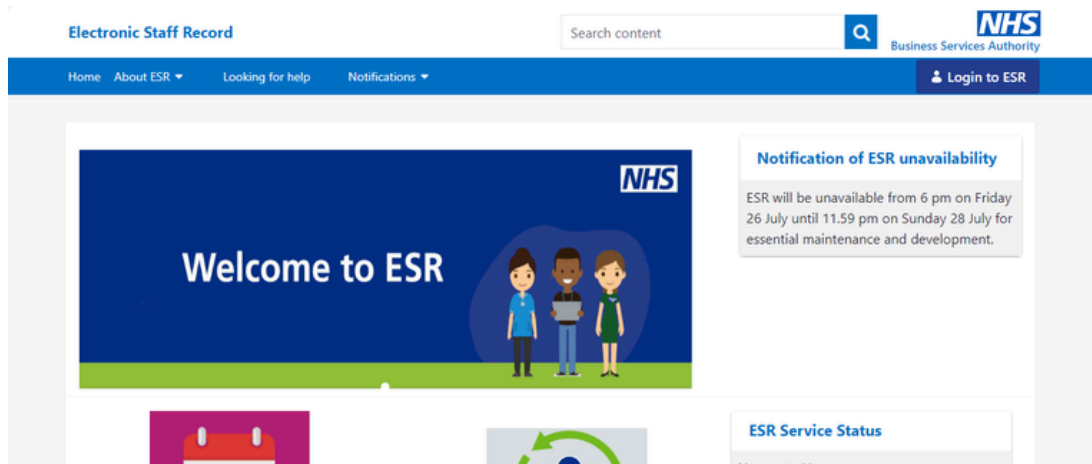 Electronic Staff Record
Search content
NHS
Business Services Authority
Home About ESR Looking for help Notifications
Login to ESR
NHS
Welcome to ESR
Notification of ESR unavailability
ESR will be unavailable from 6 pm on Friday
26 July until 11.59 pm on Sunday 28 July for
essential maintenance and development.
ESR Service Status